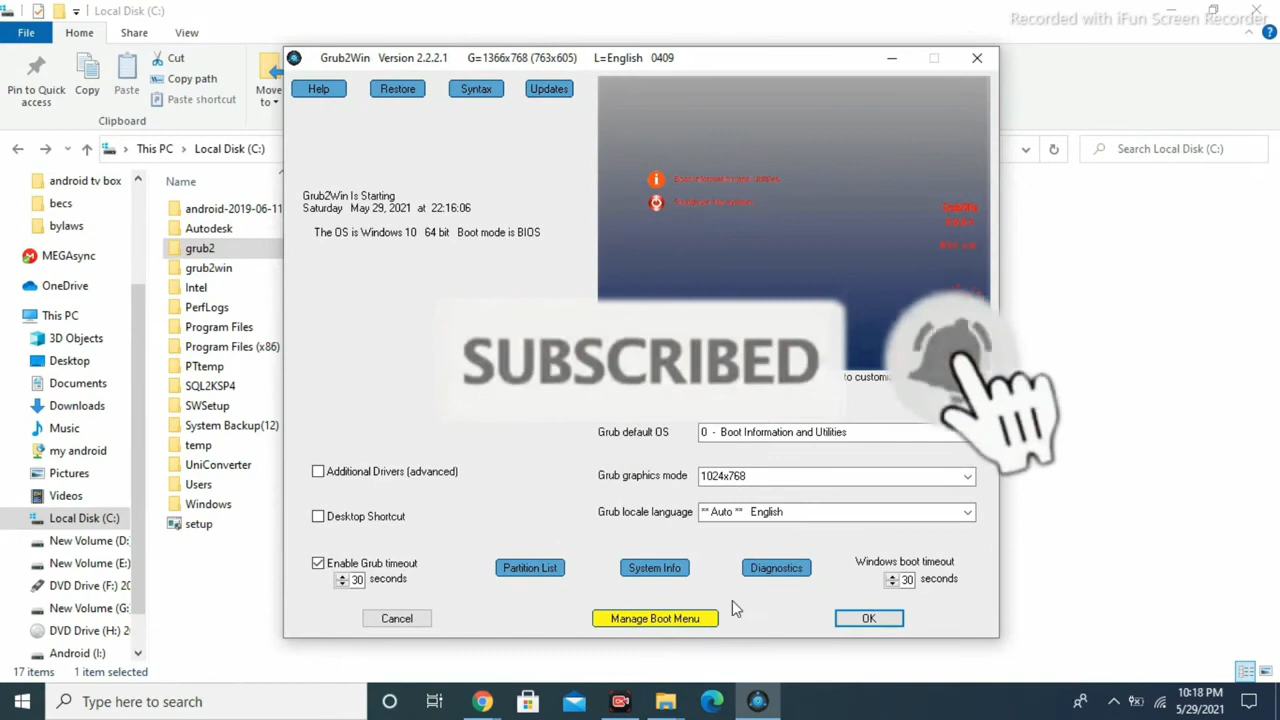 Local Disk (C:)
Recorded with iFun Screen Recorder
File
Home
Share
View
Pin to Quick access
Copy
Paste
Cut
Copy path
Paste shortcut
Move to
Clipboard
This PC
Local Disk (C:)
Search Local Disk (C:)
android tv box
becs
bylaws
MEGAsync
OneDrive
This PC
3D Objects
Desktop
Documents
Downloads
Music
my android
Pictures
Videos
Local Disk (C:)
New Volume (D:
New Volume (E:)
DVD Drive (F:) 20
New Volume (G:
DVD Drive (H:) 2
Android (I:)
17 items
1 item selected
Name
android-2019-06-11
Autodesk
grub2
grub2win
Intel
PerfLogs
Program Files
Program Files (x86)
PTtemp
SQL2KSP4
SWSetup
System Backup(12)
temp
UniConverter
Users
Windows
setup
Grub2Win Version 2.2.2.1 G=1366x768 (763x605) L=English 0409
Help
Restore
Syntax
Updates
Grub2Win Is Starting
Saturday May 29, 2021 at 22:16:06
The OS is Windows 10 64 bit Boot mode is BIOS
SUBSCRIBED
to customi
Grub default OS
0 - Boot Information and Utilities
Additional Drivers (advanced)
Grub graphics mode
1024x768
Desktop Shortcut
Grub locale language
** Auto ** English
Enable Grub timeout
30 seconds
Partition List
System Info
Diagnostics
Windows boot timeout
30 seconds
Cancel
Manage Boot Menu
OK
Type here to search
10:18 PM
5/29/2021